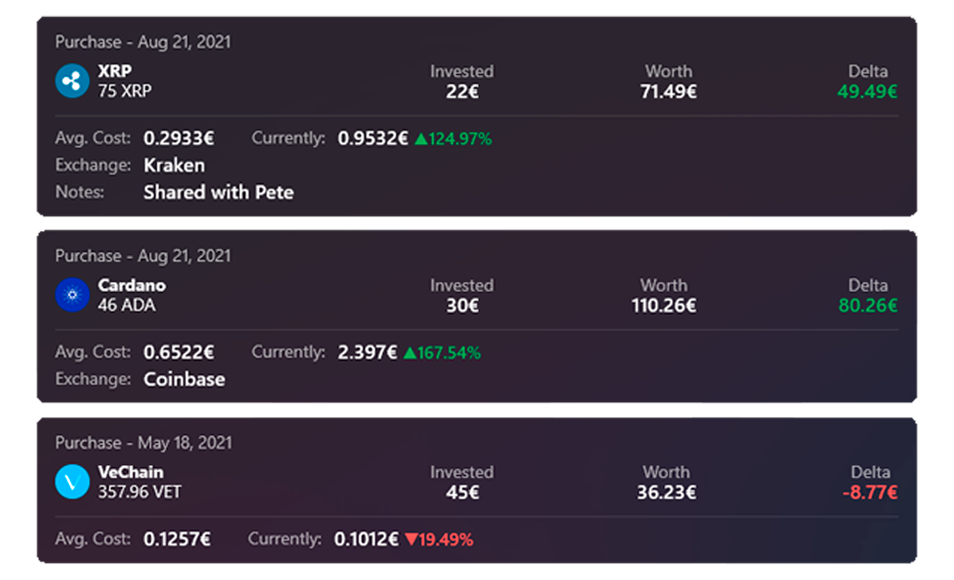 Purchase - Aug 21, 2021
XRP
75 XRP
Invested
22€
Worth
71.49€
Delta
49.49€
Avg. Cost: 0.2933€ Currently: 0.9532€ ▲124.97%
Exchange: Kraken
Notes: Shared with Pete
Purchase - Aug 21, 2021
Cardano
46 ADA
Invested
30€
Worth
110.26€
Delta
80.26€
Avg. Cost: 0.6522€ Currently: 2.397€ ▲167.54%
Exchange: Coinbase
Purchase - May 18, 2021
VeChain
357.96 VET
Invested
45€
Worth
36.23€
Delta
-8.77€
Avg. Cost: 0.1257€ Currently: 0.1012€ ▼19.49%